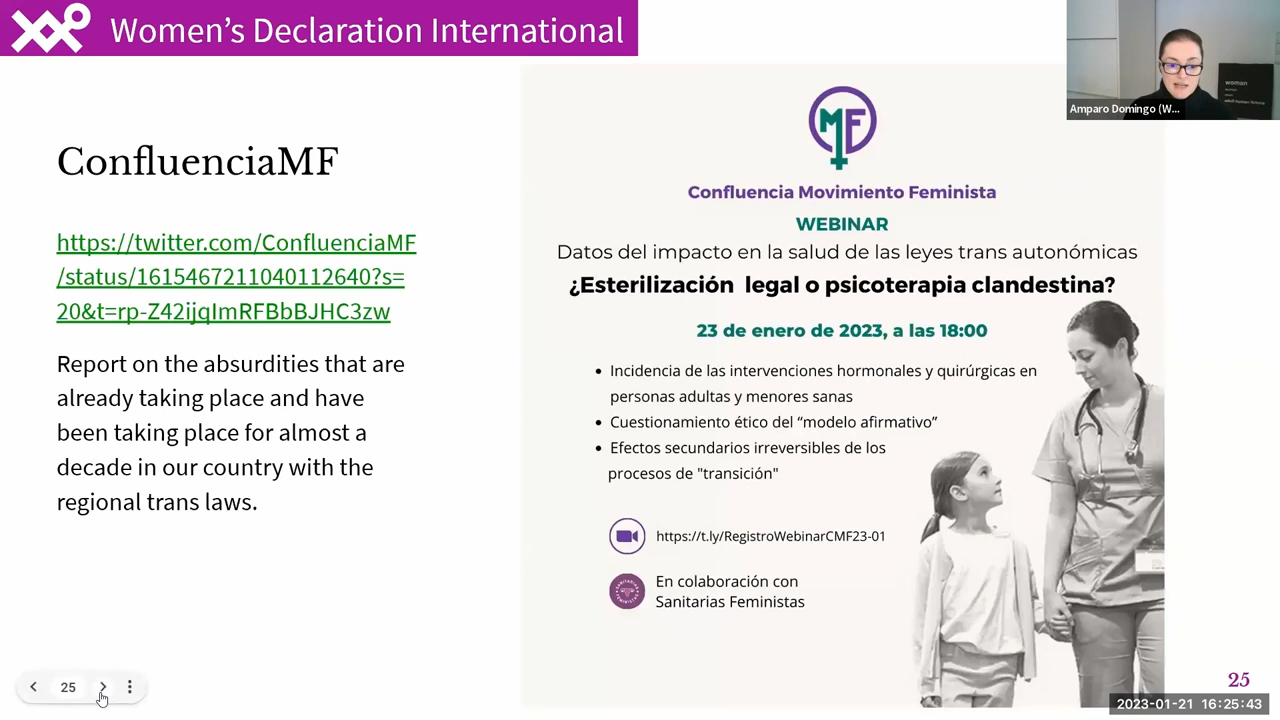 Women's Declaration International
Amparo Domingo (W...
woman
ConfluenciaMF
https://twitter.com/ConfluenciaMF
/status/1615467211040112640?s=
20&t=rp-Z42ijqImRFBbBJHC3zw
Report on the absurdities that are
already taking place and have
been taking place for almost a
decade in our country with the
regional trans laws.
MF
Confluencia Movimiento Feminista
WEBINAR
Datos del impacto en la salud de las leyes trans autonómicas
¿Esterilización legal o psicoterapia clandestina?
23 de enero de 2023, a las 18:00
• Incidencia de las intervenciones hormonales y quirúrgicas en
personas adultas y menores sanas
• Cuestionamiento ético del “modelo afirmativo”
• Efectos secundarios irreversibles de los
procesos de "transición"
https://t.ly/RegistroWebinarCMF23-01
En colaboración con
Sanitarias Feministas
25
25
2023-01-21 16:25:43